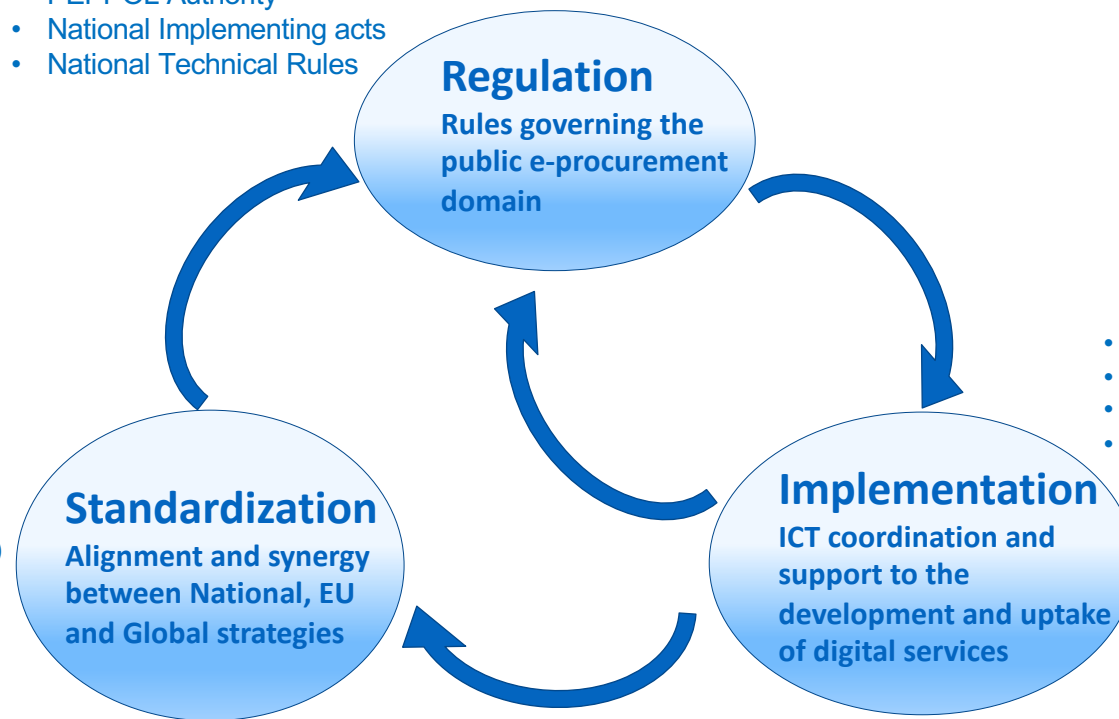 Authority
• National Implementing acts
• National Technical Rules
Regulation
Rules governing the
public e-procurement
domain
•
•
•
•
Standardization
Alignment and synergy
between National, EU
and Global strategies
)
Implementation
ICT coordination and
support to the
development and uptake
of digital services